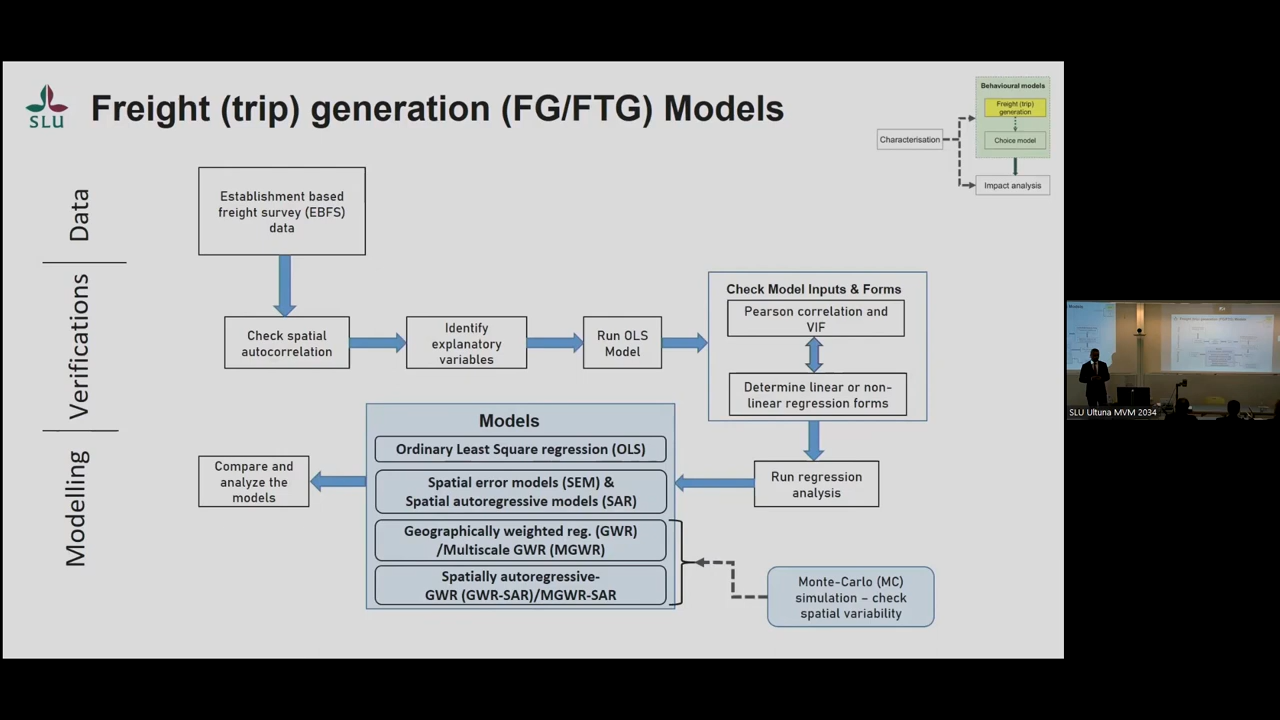 SLU
Freight (trip) generation (FG/FTG) Models
Behavioural models
Freight (trip)
generation
Characterisation
Choice model
Impact analysis
Data
Establishment based
freight survey (EBFS)
data
Verifications
Check spatial
autocorrelation
Identify
explanatory
variables
Run OLS
Model
Check Model Inputs & Forms
Pearson correlation and
VIF
Determine linear or non-
linear regression forms
Modelling
Compare and
analyze the
models
Models
Ordinary Least Square regression (OLS)
Spatial error models (SEM) &
Spatial autoregressive models (SAR)
Geographically weighted reg. (GWR)
/Multiscale GWR (MGWR)
Spatially autoregressive-
GWR (GWR-SAR)/MGWR-SAR
Run regression
analysis
Monte-Carlo (MC)
simulation – check
spatial variability
SLU Ultuna MVM 2034